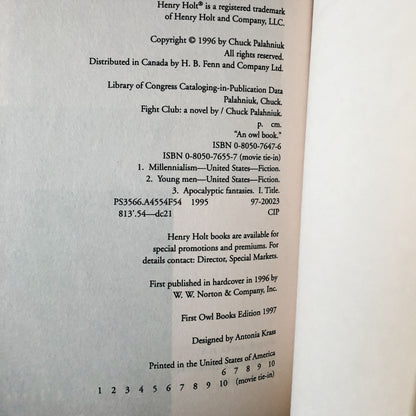 Henry Holt® is a registered trademark
of Henry Holt and Company, LLC.
Copyright © 1996 by Chuck Palahniuk
All rights reserved.
Distributed in Canada by H. B. Fenn and Company Ltd.
Library of Congress Cataloging-in-Publication Data
Palahniuk, Chuck.
Fight Club: a novel by / Chuck Palahniuk.
p. cm.
"An owl book."
ISBN 0-8050-7647-6
ISBN 0-8050-7655-7 (movie tie-in)
1. Millennialism—United States—Fiction.
2. Young men—United States—Fiction.
3. Apocalyptic fantasies. I. Title.
PS3566.A4554F54 1995 97-20023
813'.54—dc21 CIP
Henry Holt books are available for
special promotions and premiums. For
details contact: Director, Special Markets.
First published in hardcover in 1996 by
W. W. Norton & Company, Inc.
First Owl Books Edition 1997
Designed by Antonia Krass
Printed in the United States of America
6 7 8 9 10
1 2 3 4 5 6 7 8 9 10 (movie tie-in)